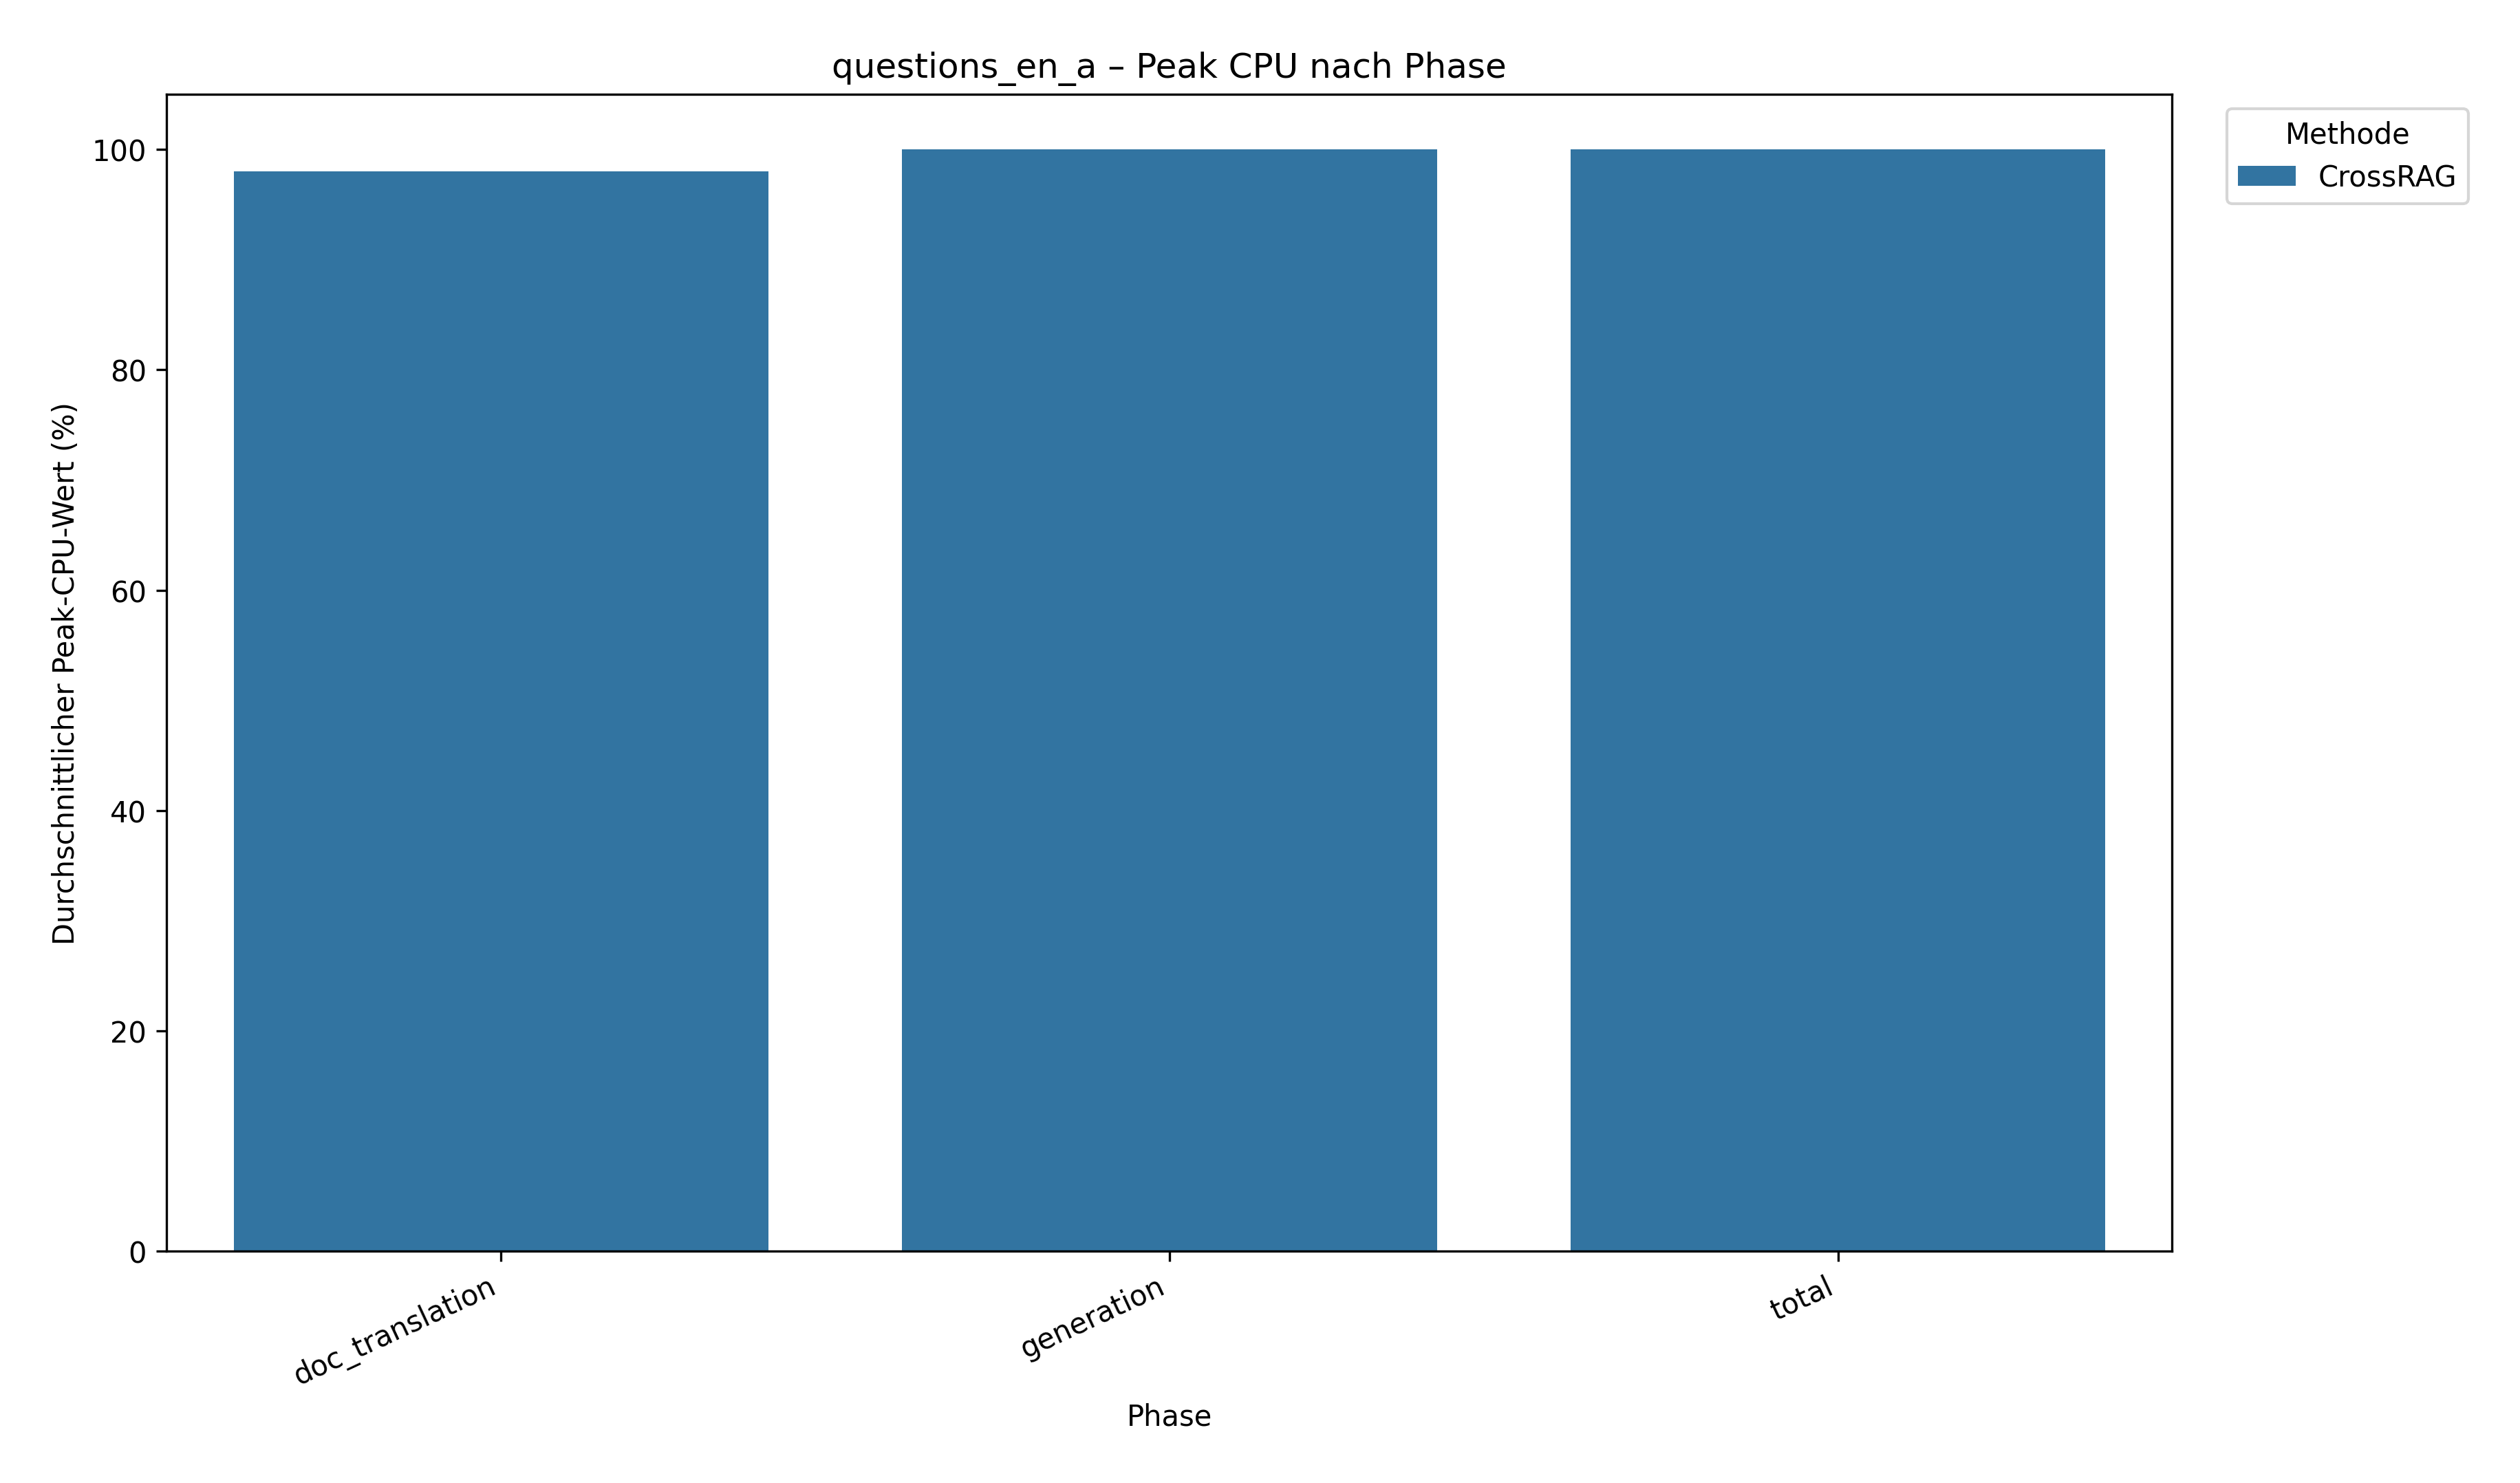 questions_en_a – Peak CPU nach Phase
Methode
CrossRAG
Durchschnittlicher Peak-CPU-Wert (%)
100
80
60
40
20
0
doc_translation
generation
total
Phase